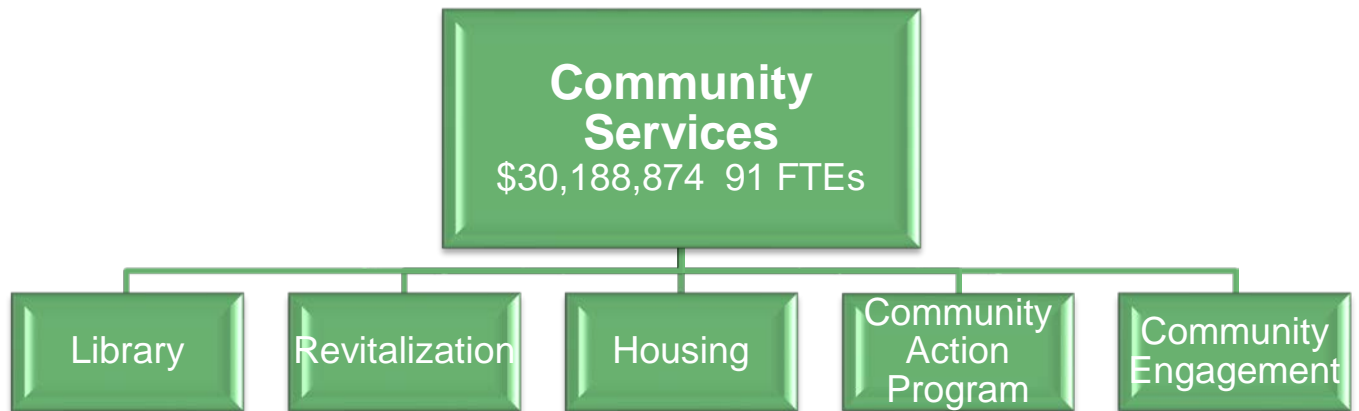 Community
Services
$30,188,874 91 FTEs
Library
Revitalization
Housing
Community
Action
Program
Community
Engagement